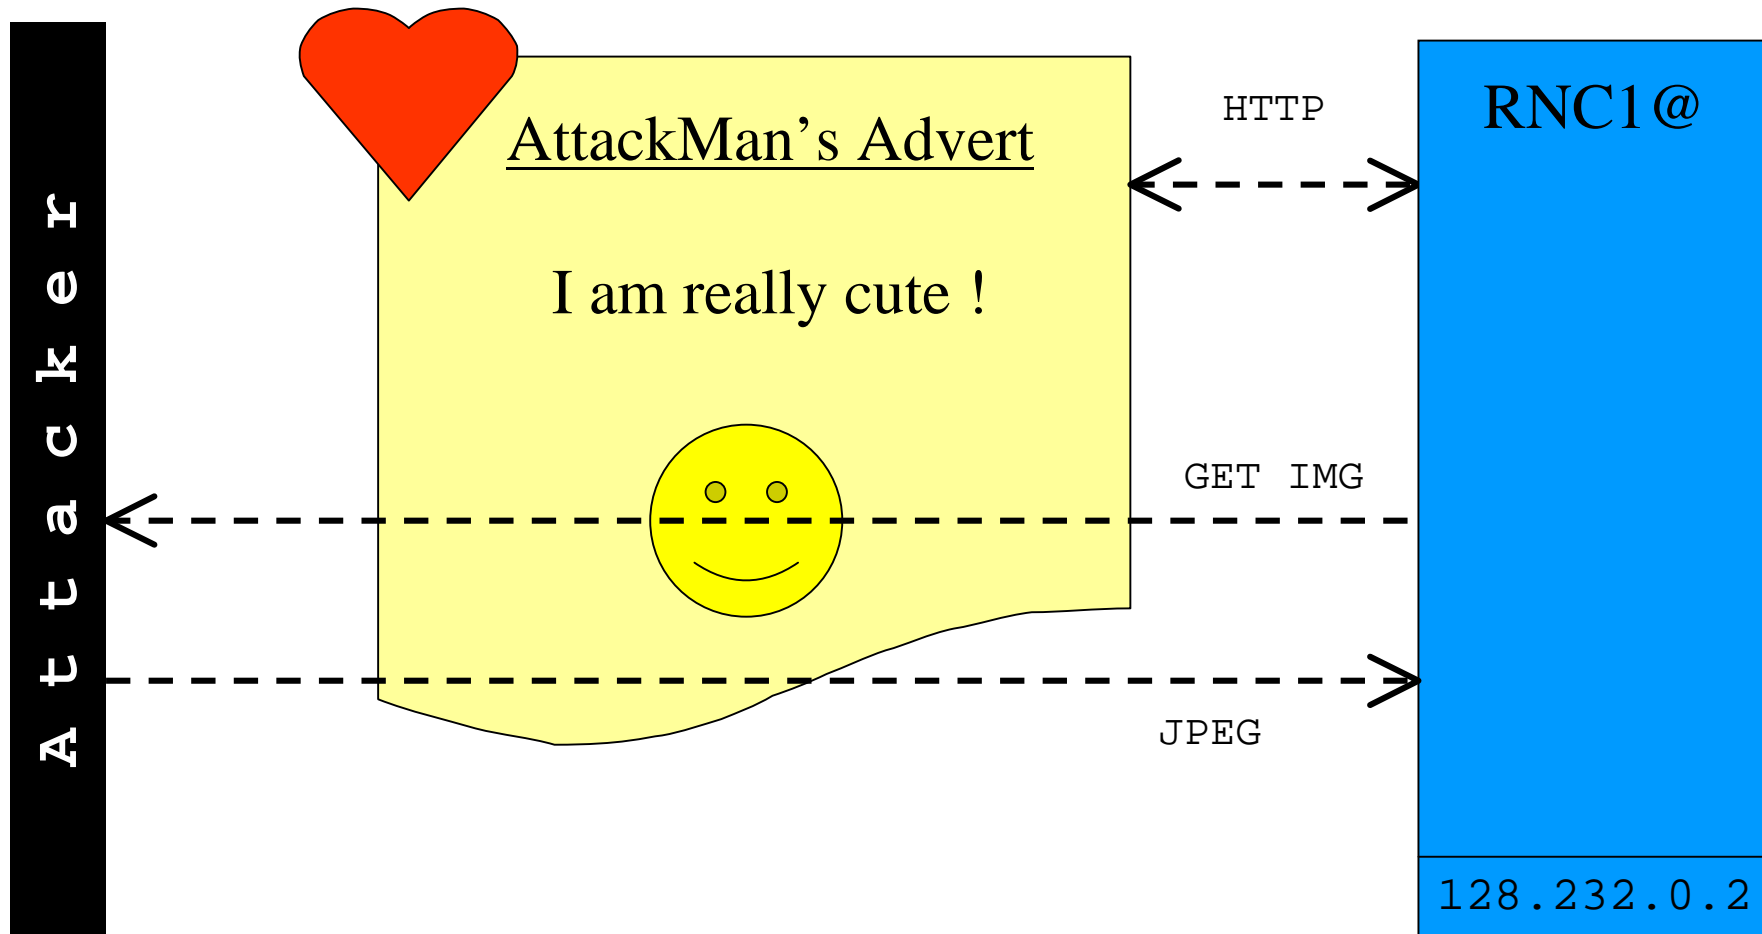 Attacker
AttackMan's Advert
I am really cute !
HTTP
RNC1@
GET IMG
JPEG
128.232.0.2